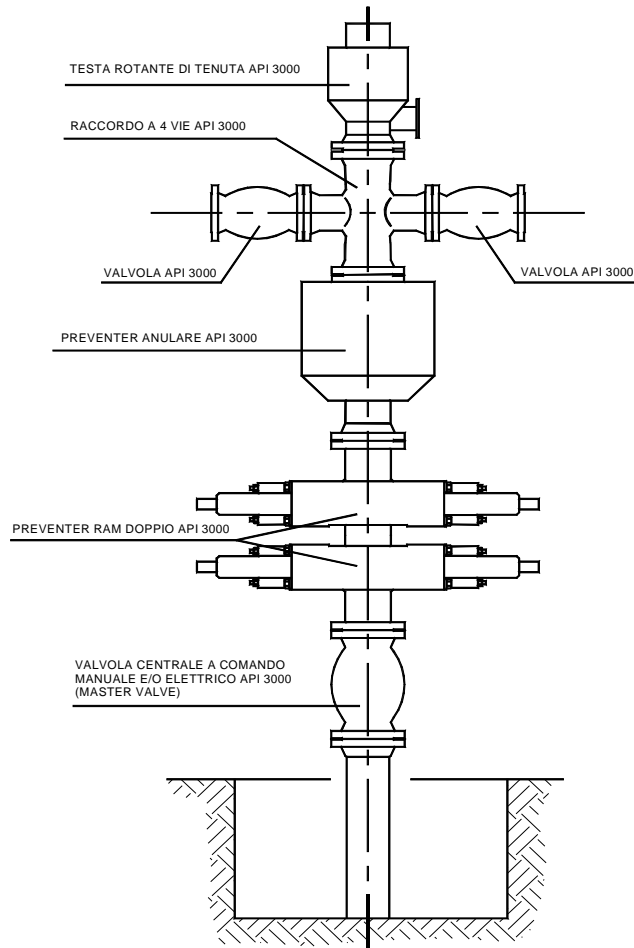 TESTA ROTANTE DI TENUTA API 3000
RACCORDO A 4 VIE API 3000
VALVOLA API 3000
VALVOLA API 3000
PREVENTER ANULARE API 3000
PREVENTER RAM DOPPIO API 3000
VALVOLA CENTRALE A COMANDO
MANUALE E/O ELETTRICO API 3000
(MASTER VALVE)